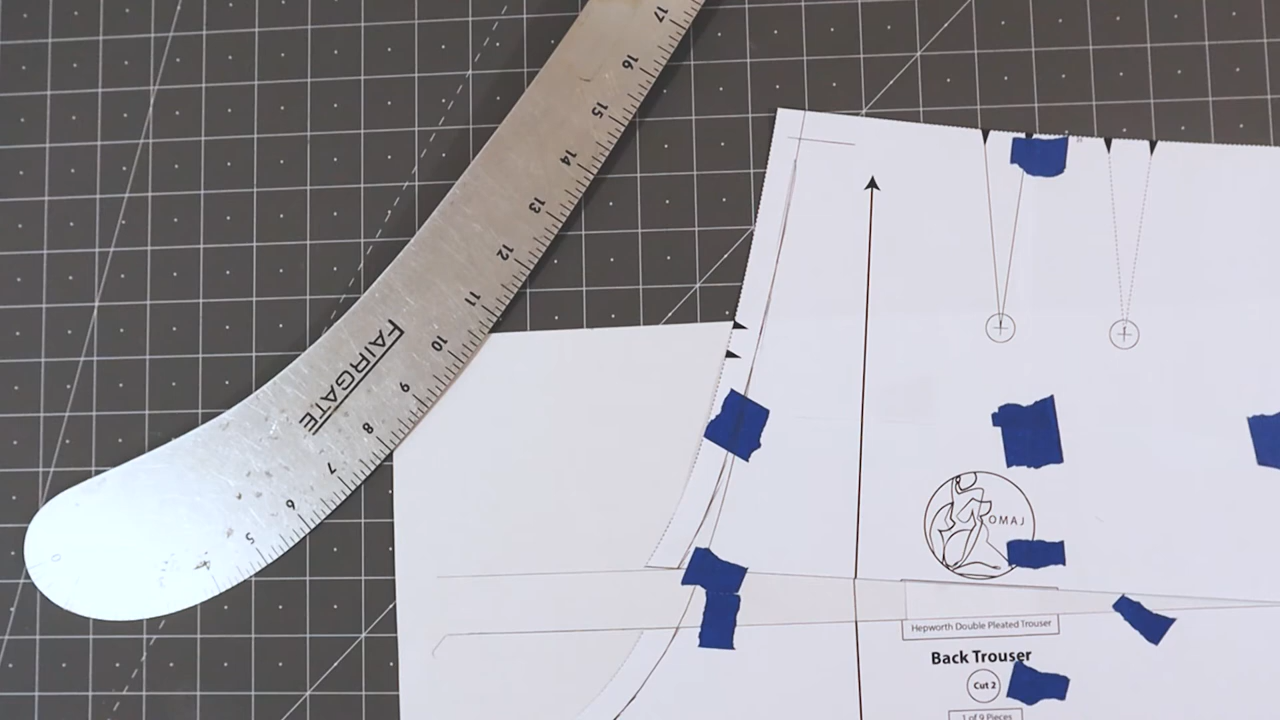 17
16
15
14
13
12
11
10
9
8
7
6
5
FAIRGATE
OMAJ
Hepworth Double Pleated Trouser
Back Trouser
Cut 2
1 of 9 Pieces